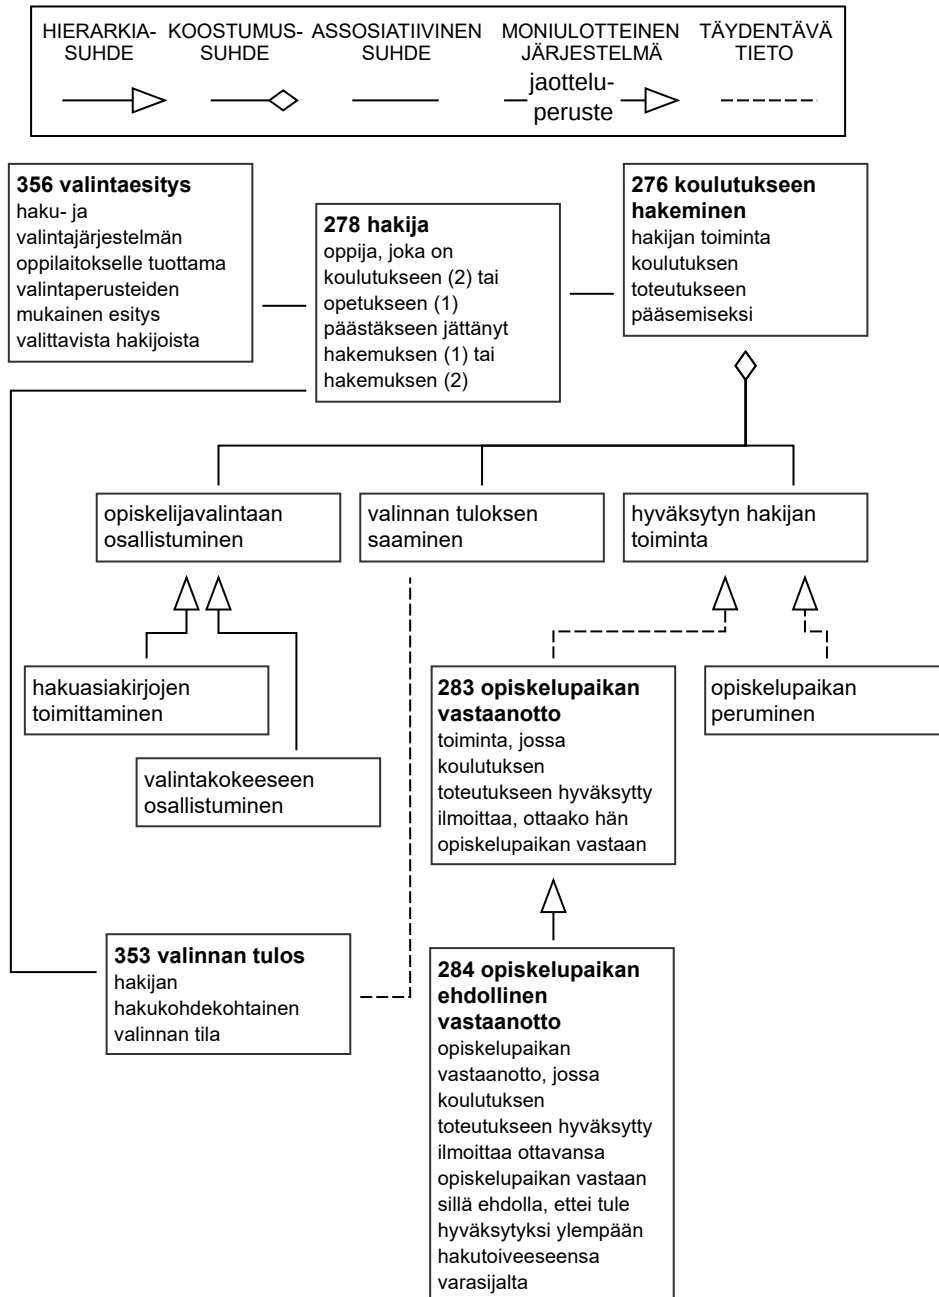 HIERARKIA-
SUHDE
KOOSTUMUS-
SUHDE
ASSOSIATIIVINEN
SUHDE
MONIULOTTEINEN
JÄRJESTELMÄ
jaottelu-
peruste
TÄYDENTÄVÄ
TIETO
356 valintaesitys
haku- ja
valintajärjestelmän
oppilaitokselle tuottama
valintaperusteiden
mukainen esitys
valittavista hakijoista
278 hakija
oppija, joka on
koulutukseen (2) tai
opetukseen (1)
päästäkseen jättänyt
hakemuksen (1) tai
hakemuksen (2)
276 koulutukseen
hakeminen
hakijan toiminta
koulutuksen
toteutukseen
pääsemiseksi
opiskelijavalintaan
osallistuminen
valinnan tuloksen
saaminen
hyväksytyn hakijan
toiminta
hakuasiakirjojen
toimittaminen
valintakokeeseen
osallistuminen
283 opiskelupaikan
vastaanotto
toiminta, jossa
koulutuksen
toteutukseen hyväksytty
ilmoittaa, ottaako hän
opiskelupaikan vastaan
opiskelupaikan
peruminen
353 valinnan tulos
hakijan
hakukohdekohtainen
valinnan tila
284 opiskelupaikan
ehdollinen
vastaanotto
opiskelupaikan
vastaanotto, jossa
koulutuksen
toteutukseen hyväksytty
ilmoittaa ottavansa
opiskelupaikan vastaan
sillä ehdolla, ettei tule
hyväksytyksi ylempään
hakutoiveeseensa
varasijalta